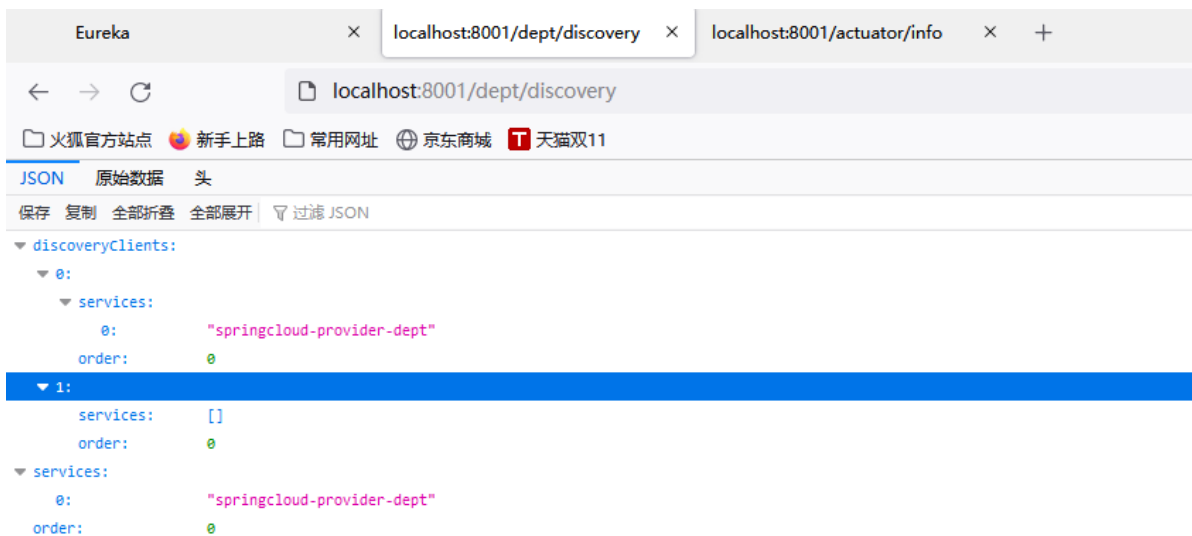 Eureka × localhost:8001/dept/discovery × localhost:8001/actuator/info × +
localhost:8001/dept/discovery
火狐官方站点 新手上路 常用网址 京东商城 T 天猫双11
JSON 原始数据 头
保存 复制 全部折叠 全部展开 过滤 JSON
discoveryClients:
0:
services:
0: "springcloud-provider-dept"
order: 0
1:
services: []
order: 0
services:
0: "springcloud-provider-dept"
order: 0